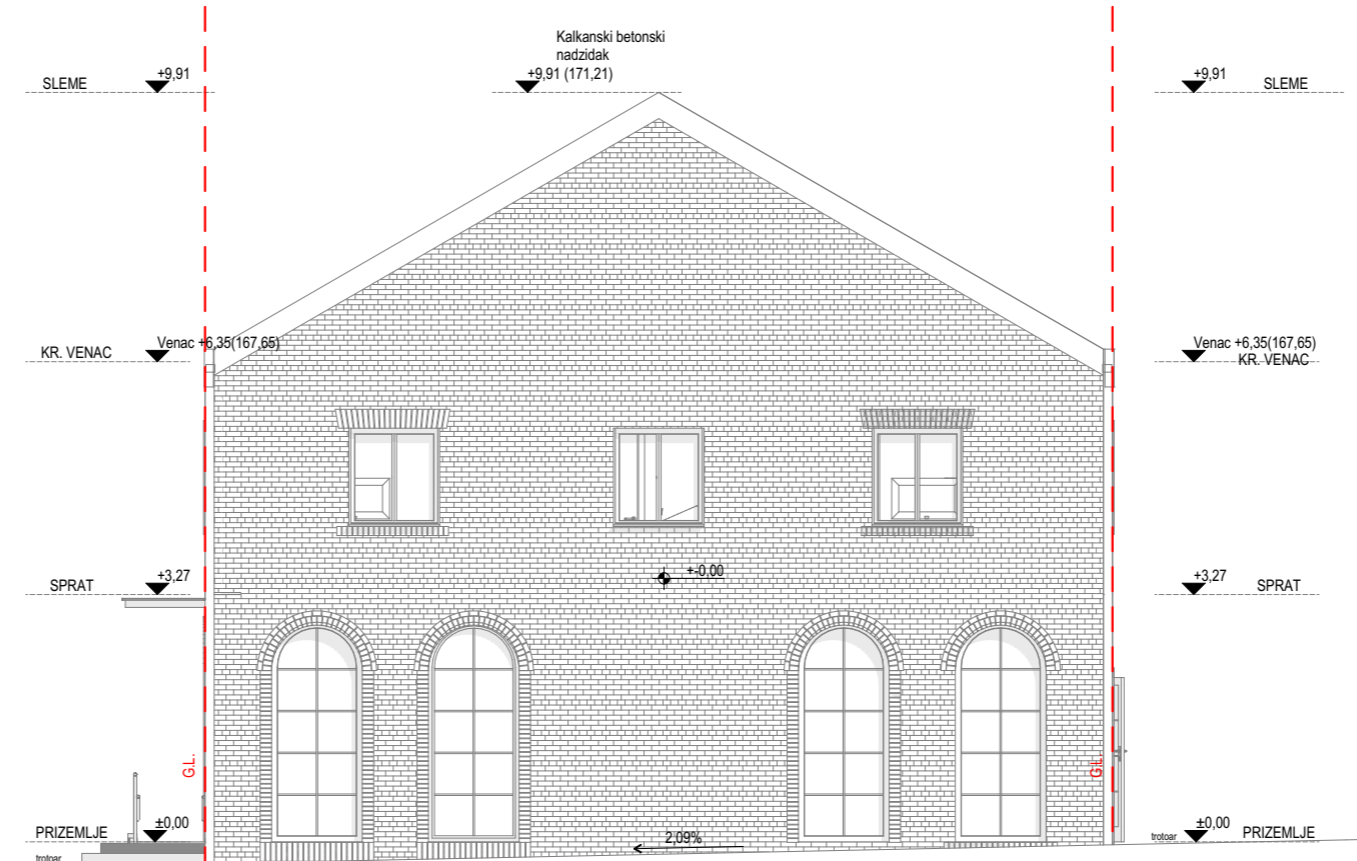 Kalkanski betonski
nadzidak
+9,91 (171,21)
SLEME +9,91
+9,91 SLEME
KR. VENAC Venac +6,35(167,65)
Venac +6,35(167,65)
KR. VENAC
+-0,00
SPRAT +3,27
+3,27 SPRAT
G.L.
G.L.
PRIZEMLJE ±0,00
trotoar
2,09%
trotoar ±0,00 PRIZEMLJE